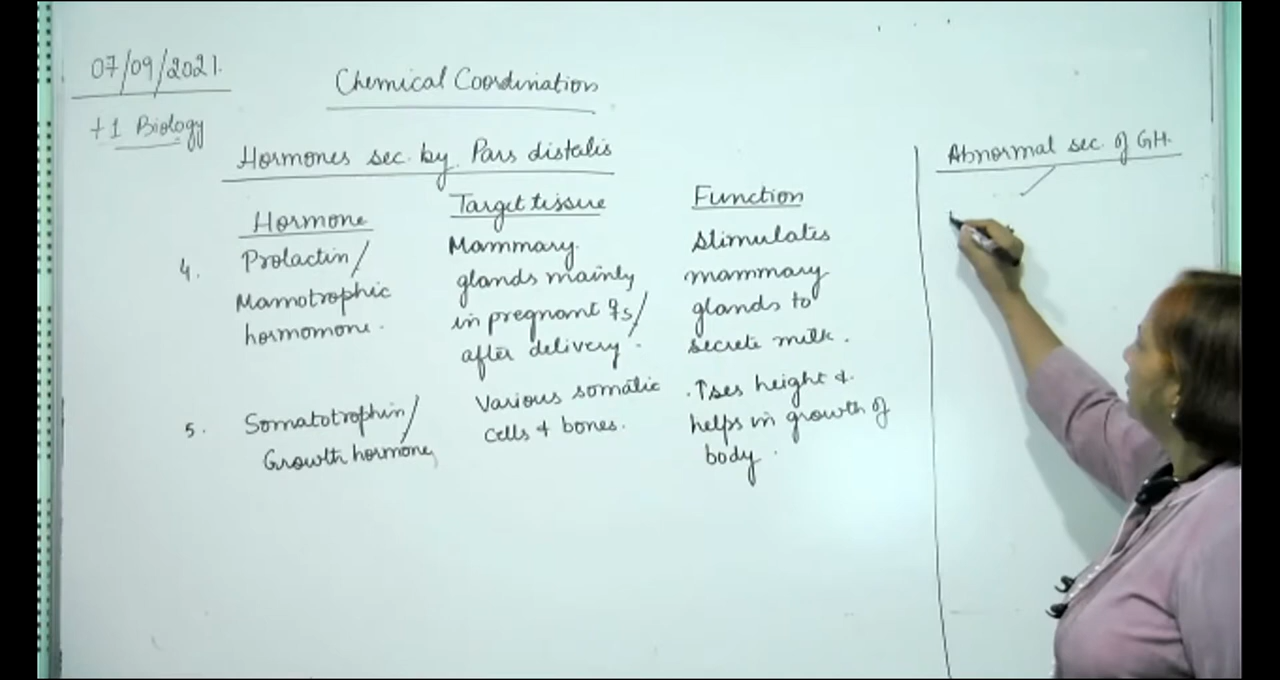 07/09/2021.
+1 Biology
Chemical Coordination
Hormones sec. by Pars distalis
Hormone
Target tissue
Function
4.
Prolactin/
Mamotrophic
hormomone.
Mammary
glands mainly
in pregnant ♀s/
after delivery.
Stimulates
mammary
glands to
secrete milk.
5.
Somatotrophin/
Growth hormone
Various somatic
cells & bones.
↑ses height &
helps in growth of
body.
Abnormal sec. of GH.